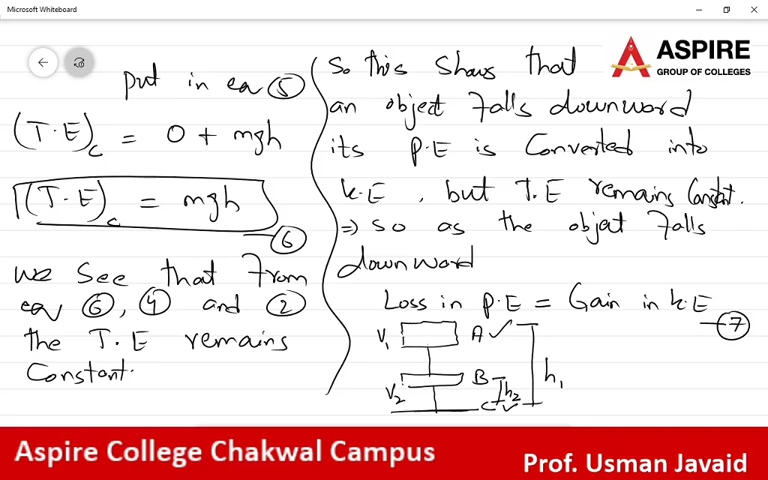 Microsoft Whiteboard
put in eq (5)
(T.E)c = 0 + mgh
(T.E)c = mgh
(6)
we see that from
eq (6), (4) and (2)
the T.E remains
Constant.
So this shows that
an object falls downward
its P.E is Converted into
K.E, but T.E remains Constant.
⇒ so as the object falls
downward
Loss in P.E = Gain in K.E
(7)
V1 A ✓
h1
B
V2 h2
C ✓
ASPIRE
GROUP OF COLLEGES
Aspire College Chakwal Campus
Prof. Usman Javaid